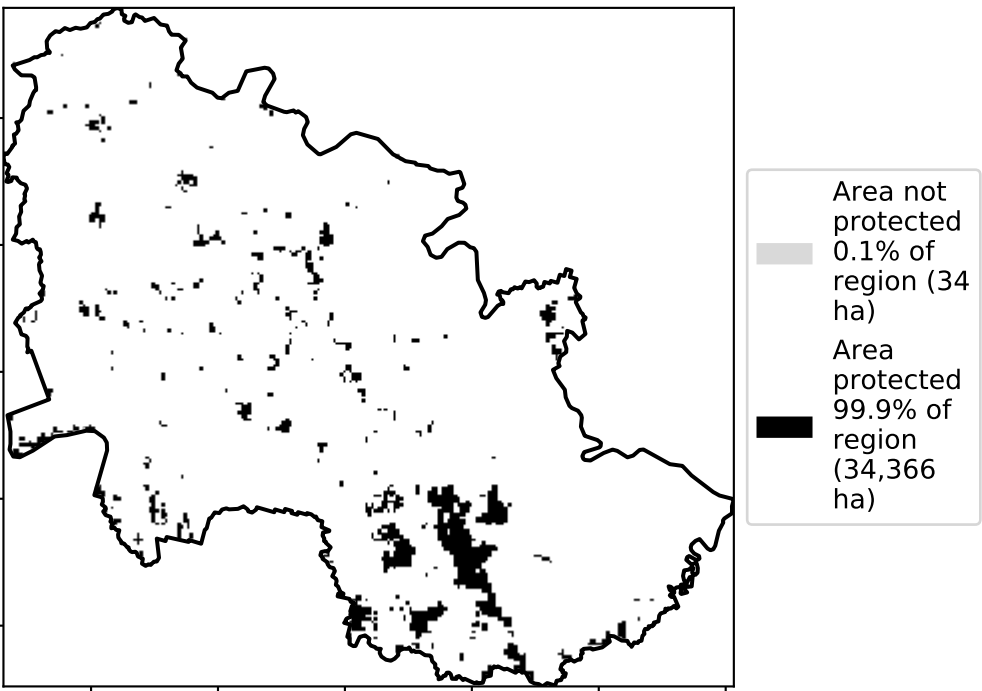 Area not
protected
0.1% of
region (34
ha)
Area
protected
99.9% of
region
(34,366
ha)